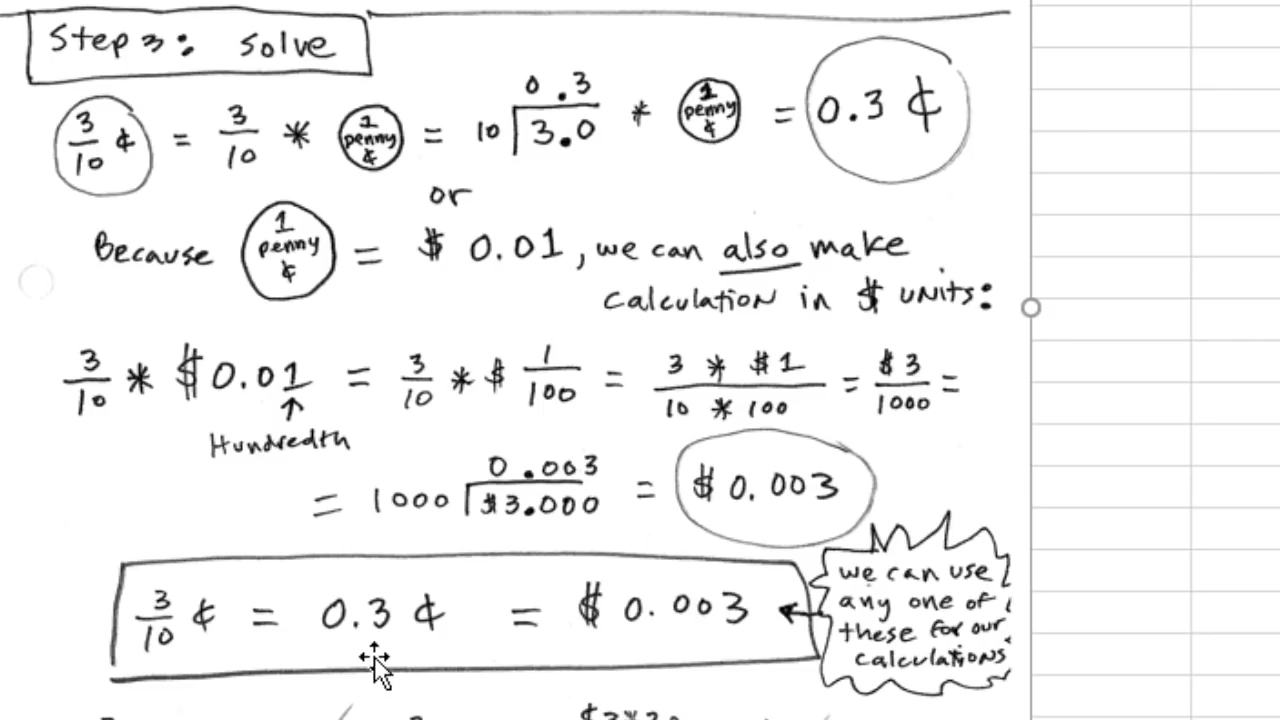 Step 3: Solve
3/10 ¢ = 3/10 * 1 penny ¢ = 10 ⟌ 3.0 0.3 * 1 penny ¢ = 0.3 ¢
or
Because 1 penny ¢ = $ 0.01, we can also make
calculation in $ units:
3/10 * $0.01 = 3/10 * $ 1/100 = 3 * $1 / 10 * 100 = $3/1000 =
↑
Hundredth
= 1000 ⟌ $3.000 0.003 = $ 0.003
3/10 ¢ = 0.3 ¢ = $ 0.003
we can use
any one of
these for our
calculations